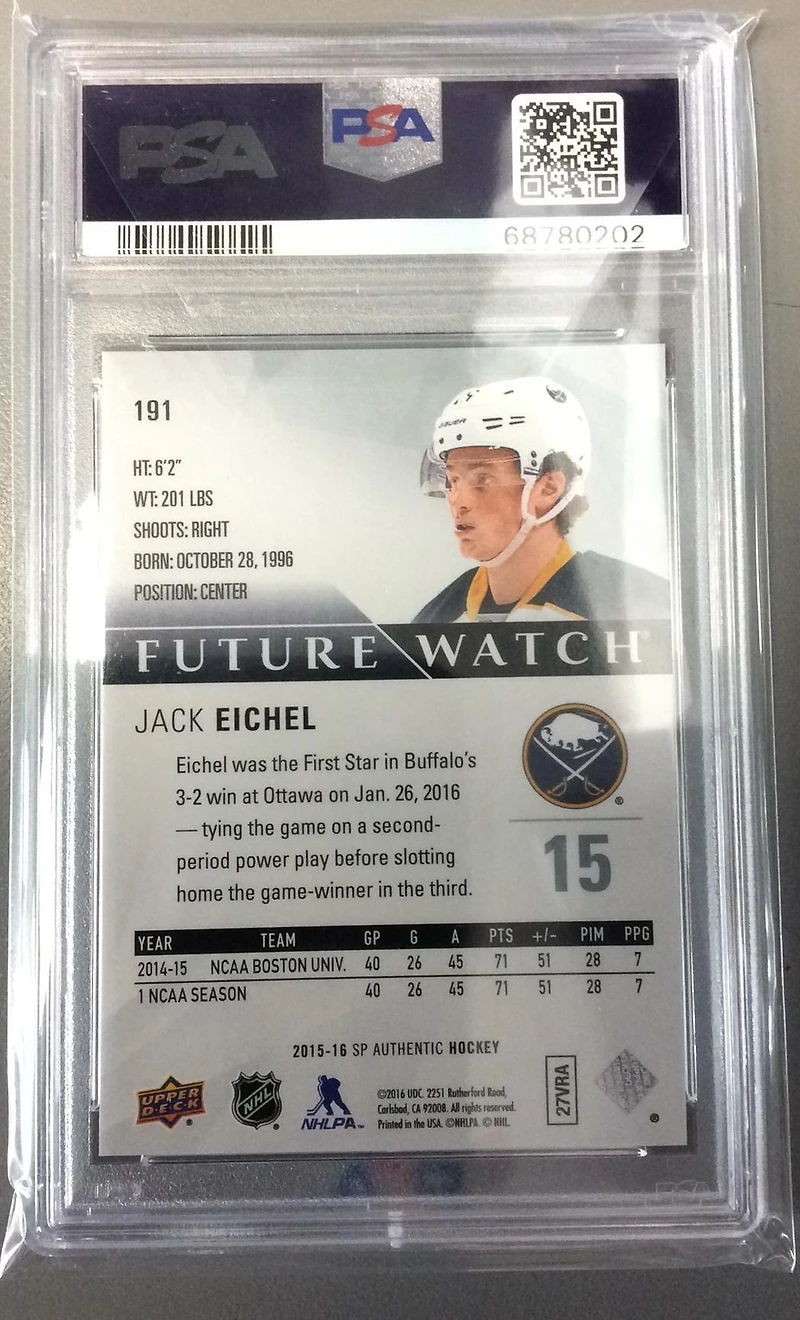 PSA PSA
68780202
191
BAUER
HT: 6'2"
WT: 201 LBS
SHOOTS: RIGHT
BORN: OCTOBER 28, 1996
POSITION: CENTER
FUTURE WATCH
JACK EICHEL
Eichel was the First Star in Buffalo's
3-2 win at Ottawa on Jan. 26, 2016
— tying the game on a second-
period power play before slotting
home the game-winner in the third.
®
15
YEAR TEAM GP G A PTS +/- PIM PPG
2014-15 NCAA BOSTON UNIV. 40 26 45 71 51 28 7
1 NCAA SEASON 40 26 45 71 51 28 7
2015-16 SP AUTHENTIC HOCKEY
UPPER
D·E·C·K ®
NHL ®
NHLPA™
©2016 UDC. 2251 Rutherford Road,
Carlsbad, CA 92008. All rights reserved.
Printed in the USA. ©NHLPA. © NHL.
27VRA
®
PSA